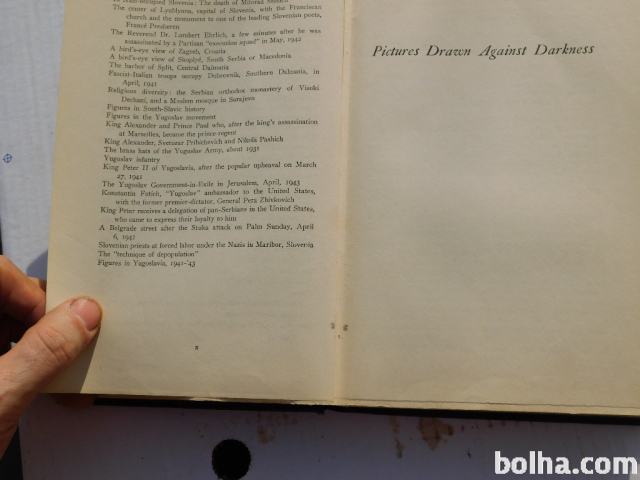 The center of Lyublyana, capital of Slovenia, with the Franciscan
church and the monument to one of the leading Slovenian poets,
Francé Presheren
The Reverend Dr. Lambert Ehrlich, a few minutes after he was
assassinated by a Partisan "execution squad" in May, 1942
A bird's-eye view of Zagreb, Croatia
A bird's-eye view of Skoplyé, South Serbia or Macedonia
The harbor of Split, Central Dalmatia
Fascist-Italian troops occupy Dubrovnik, Southern Dalmatia, in
April, 1941
Religious diversity: the Serbian orthodox monastery of Visoki
Dechani, and a Moslem mosque in Sarajevo
Figures in South-Slavic history
Figures in the Yugoslav movement
King Alexander and Prince Paul who, after the king's assassination
at Marseilles, became the prince-regent
King Alexander, Svetozar Pribichevich and Nikola Pashich
The brass hats of the Yugoslav Army, about 1931
Yugoslav infantry
King Peter II of Yugoslavia, after the popular upheaval on March
27, 1941
The Yugoslav Government-in-Exile in Jerusalem, April, 1943
Konstantin Fotich, "Yugoslav" ambassador to the United States,
with the former premier-dictator, General Pera Zhivkovich
King Peter receives a delegation of pan-Serbians in the United States,
who came to express their loyalty to him
A Belgrade street after the Stuka attack on Palm Sunday, April
6, 1941
Slovenian priests at forced labor under the Nazis in Maribor, Slovenia
The "technique of depopulation"
Figures in Yugoslavia, 1941-'43
x
Pictures Drawn Against Darkness
bolha.com